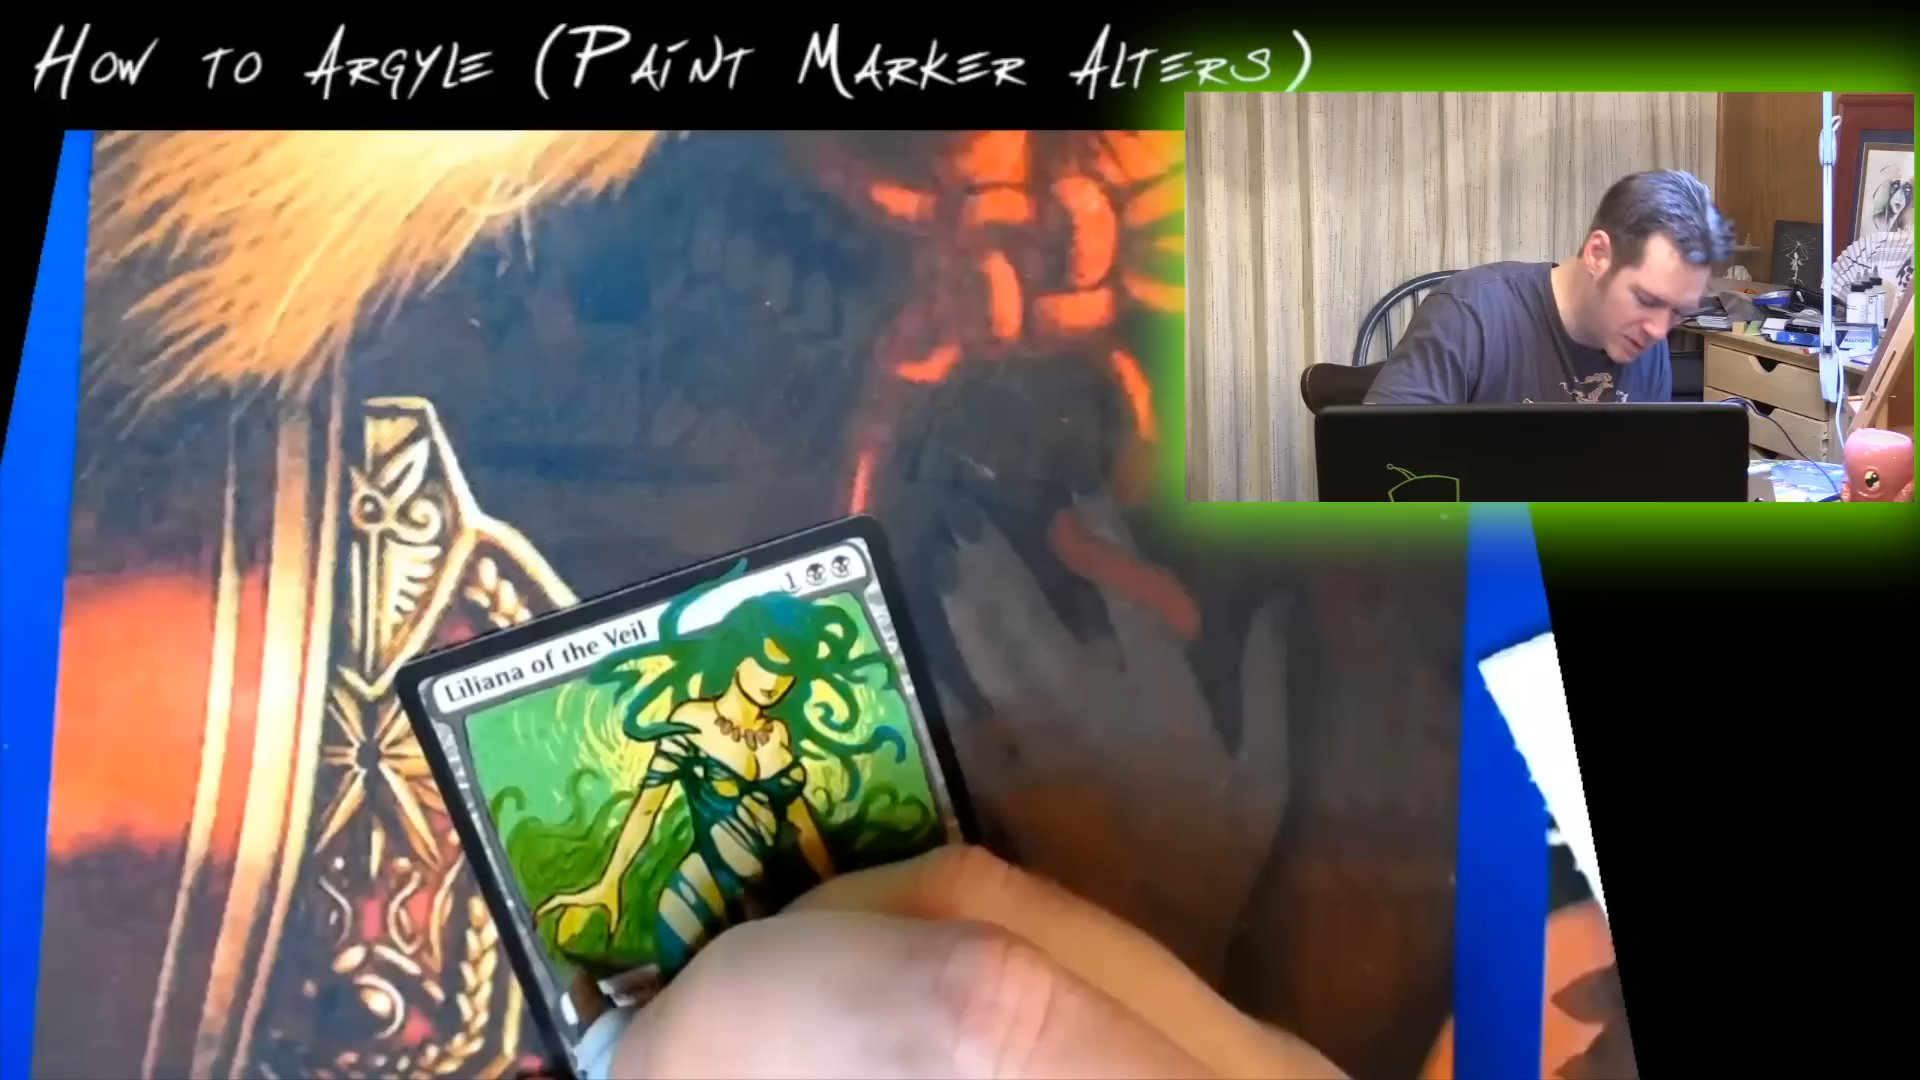 How to Argyle (Paint Marker Alters)
Liliana of the Veil 1